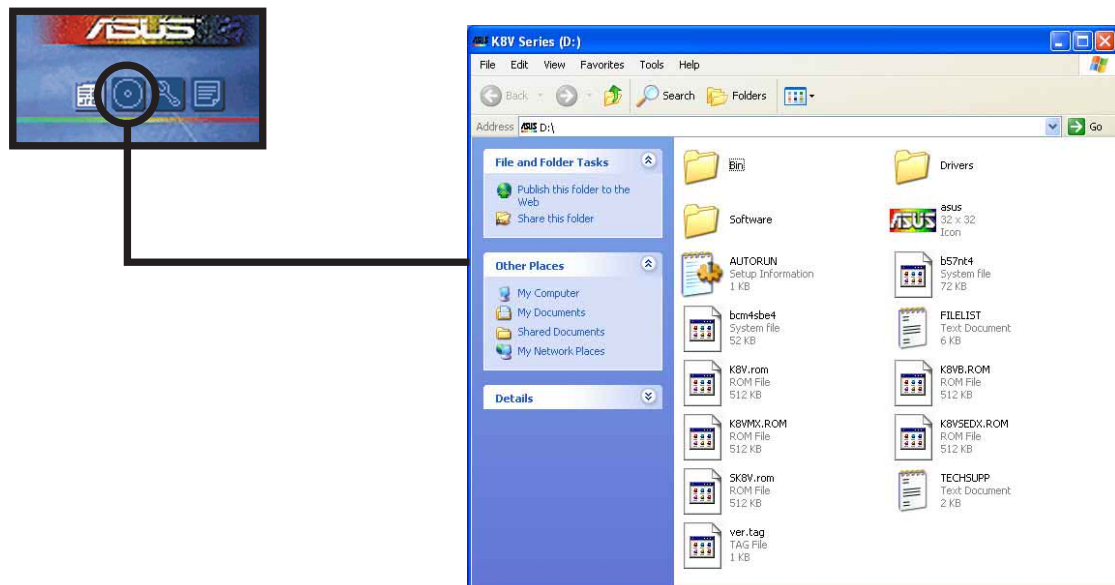 ASUS
ASUS K8V Series (D:)
File Edit View Favorites Tools Help
Back Search Folders
Address ASUS D:\ Go
File and Folder Tasks
Publish this folder to the
Web
Share this folder
Other Places
My Computer
My Documents
Shared Documents
My Network Places
Details
Bin
Drivers
Software
ASUS
asus
32 x 32
Icon
AUTORUN
Setup Information
1 KB
b57nt4
System file
72 KB
bcm4sbe4
System file
52 KB
FILELIST
Text Document
6 KB
K8V.rom
ROM File
512 KB
K8VB.ROM
ROM File
512 KB
K8VMX.ROM
ROM File
512 KB
K8VSEDX.ROM
ROM File
512 KB
SK8V.rom
ROM File
512 KB
TECHSUPP
Text Document
2 KB
ver.tag
TAG File
1 KB